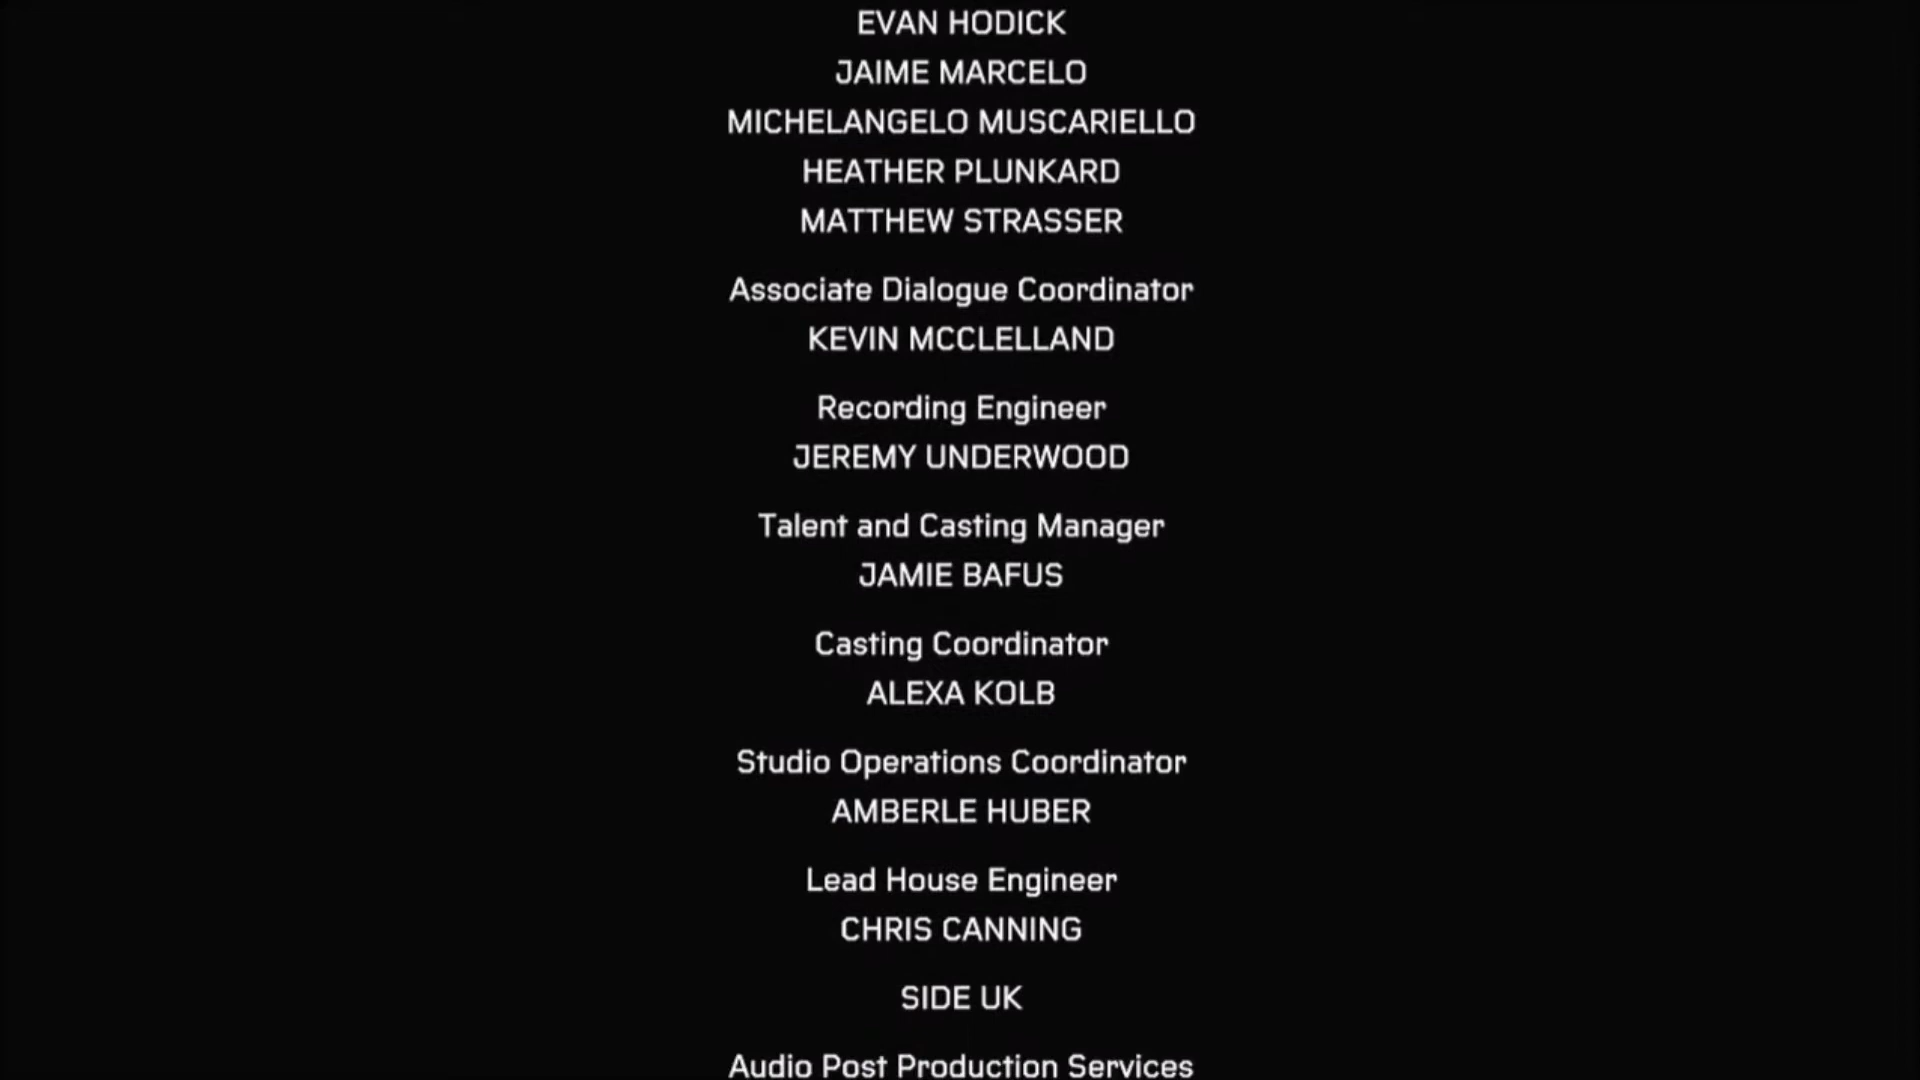 EVAN HODICK
JAIME MARCELO
MICHELANGELO MUSCARIELLO
HEATHER PLUNKARD
MATTHEW STRASSER
Associate Dialogue Coordinator
KEVIN MCCLELLAND
Recording Engineer
JEREMY UNDERWOOD
Talent and Casting Manager
JAMIE BAFUS
Casting Coordinator
ALEXA KOLB
Studio Operations Coordinator
AMBERLE HUBER
Lead House Engineer
CHRIS CANNING
SIDE UK
Audio Post Production Services